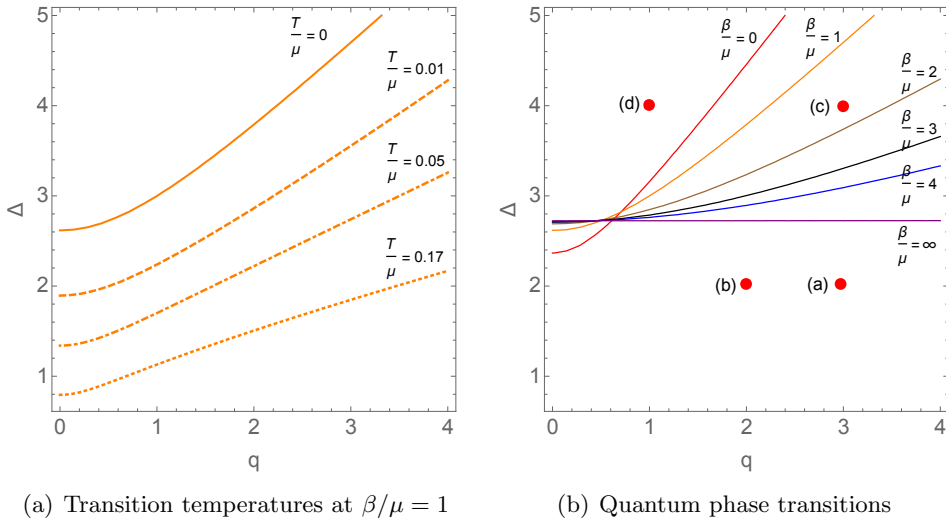 5
4
3
2
1
Δ
0
1
2
3
4
q
T/μ = 0
T/μ = 0.01
T/μ = 0.05
T/μ = 0.17
(a) Transition temperatures at β/μ = 1
5
4
3
2
1
Δ
0
1
2
3
4
q
β/μ = 0
β/μ = 1
β/μ = 2
β/μ = 3
β/μ = 4
β/μ = ∞
(d)
(c)
(b)
(a)
(b) Quantum phase transitions